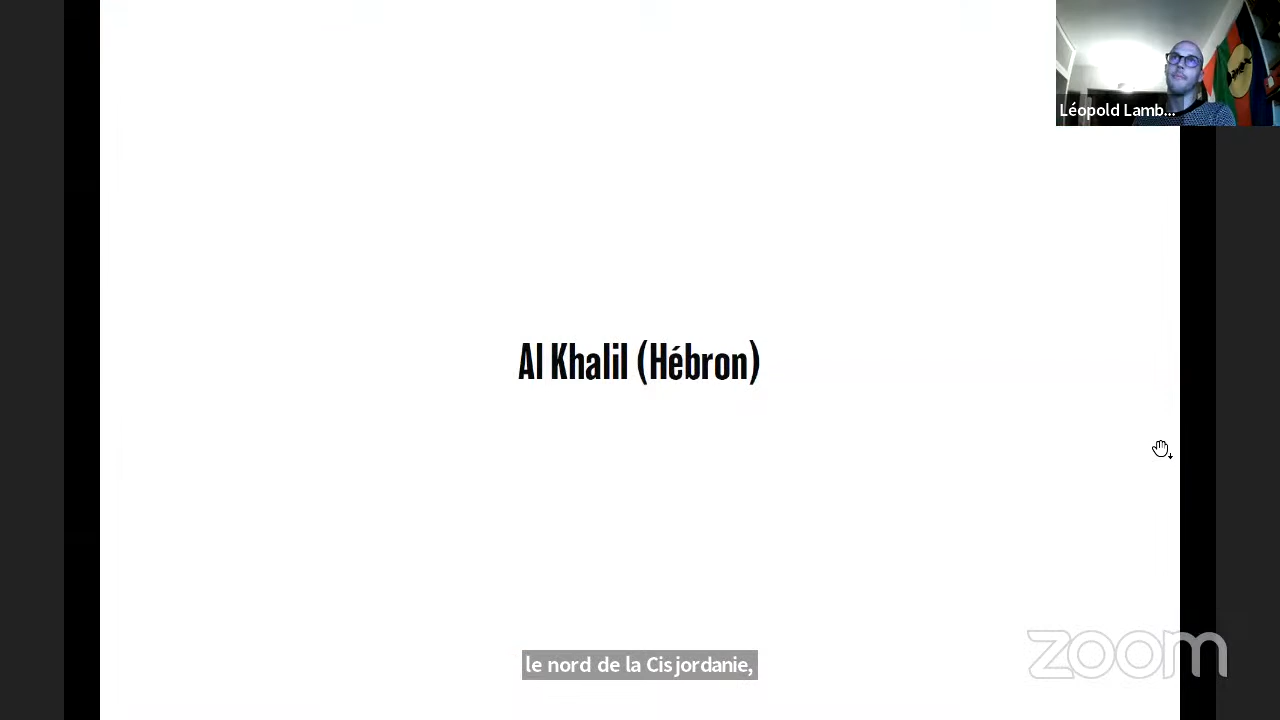 Léopold Lamb...
Al Khalil (Hébron)
le nord de la Cisjordanie,
zoom